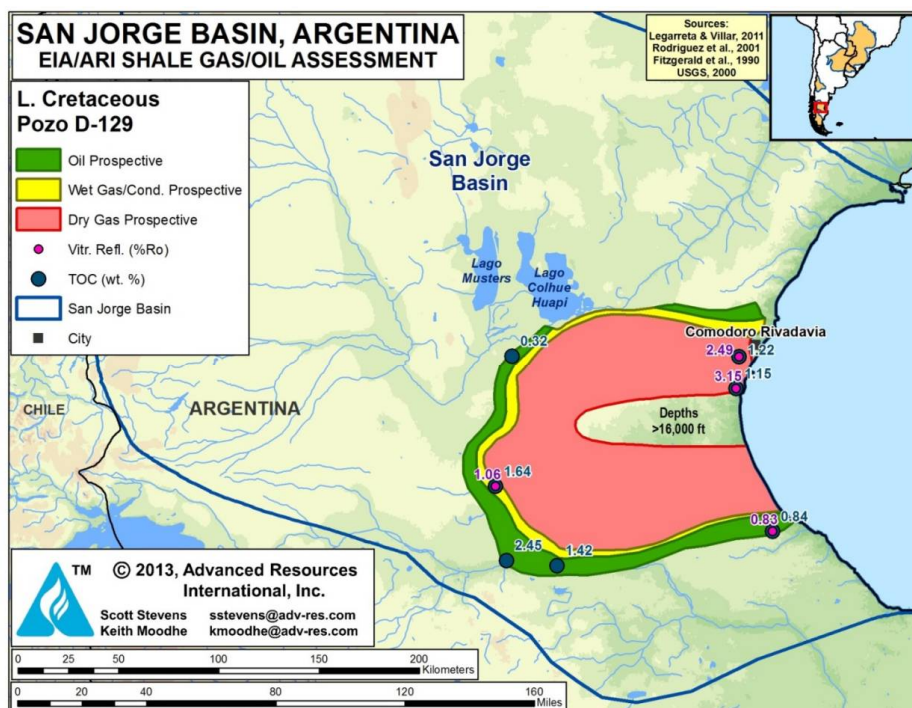 SAN JORGE BASIN, ARGENTINA
EIA/ARI SHALE GAS/OIL ASSESSMENT
Sources:
Legarreta & Villar, 2011
Rodriguez et al., 2001
Fitzgerald et al., 1990
USGS, 2000
L. Cretaceous
Pozo D-129
Oil Prospective
Wet Gas/Cond. Prospective
Dry Gas Prospective
Vitr. Refl. (%Ro)
TOC (wt. %)
San Jorge Basin
City
San Jorge
Basin
Lago
Musters
Lago
Colhue
Huapi
Comodoro Rivadavia
0.32
2.49 1.22
3.15 1.15
Depths
>16,000 ft
CHILE
ARGENTINA
1.06 1.64
0.83 0.84
2.45
1.42
TM
© 2013, Advanced Resources
International, Inc.
Scott Stevens sstevens@adv-res.com
Keith Moodhe kmoodhe@adv-res.com
0 25 50 100 150 200
Kilometers
0 20 40 80 120 160
Miles